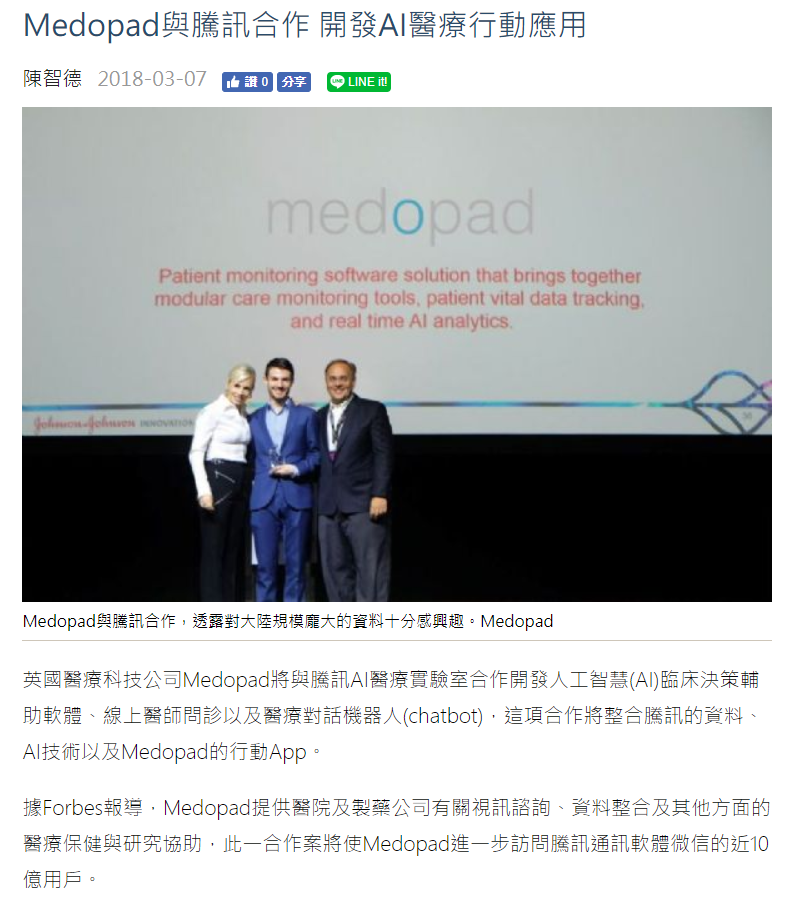 Medopad與騰訊合作 開發AI醫療行動應用
陳智德 2018-03-07 讚 0 分享 LINE it!
medopad
Patient monitoring software solution that brings together
modular care monitoring tools, patient vital data tracking,
and real time AI analytics.
Johnson & Johnson INNOVATION
30
Medopad與騰訊合作，透露對大陸規模龐大的資料十分感興趣。Medopad
英國醫療科技公司Medopad將與騰訊AI醫療實驗室合作開發人工智慧(AI)臨床決策輔
助軟體、線上醫師問診以及醫療對話機器人(chatbot)，這項合作將整合騰訊的資料、
AI技術以及Medopad的行動App。
據Forbes報導，Medopad提供醫院及製藥公司有關視訊諮詢、資料整合及其他方面的
醫療保健與研究協助，此一合作案將使Medopad進一步訪問騰訊通訊軟體微信的近10
億用戶。